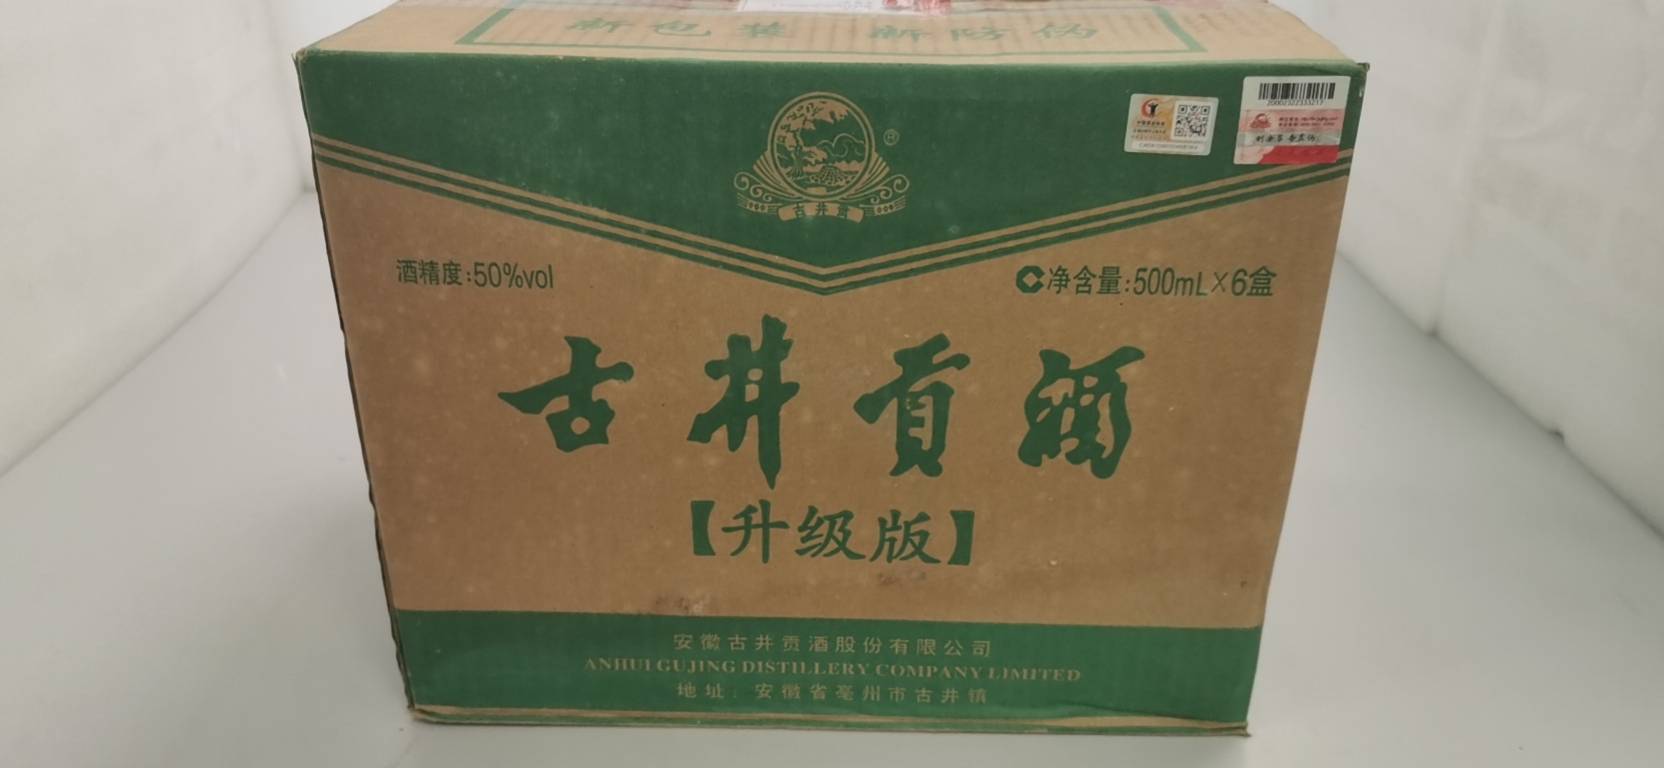 新包装 新防伪
古井贡
®
酒精度:50%vol
净含量:500mL×6盒
古井贡酒
【升级版】
安徽古井贡酒股份有限公司
ANHUI GUJING DISTILLERY COMPANY LIMITED
地址: 安徽省亳州市古井镇